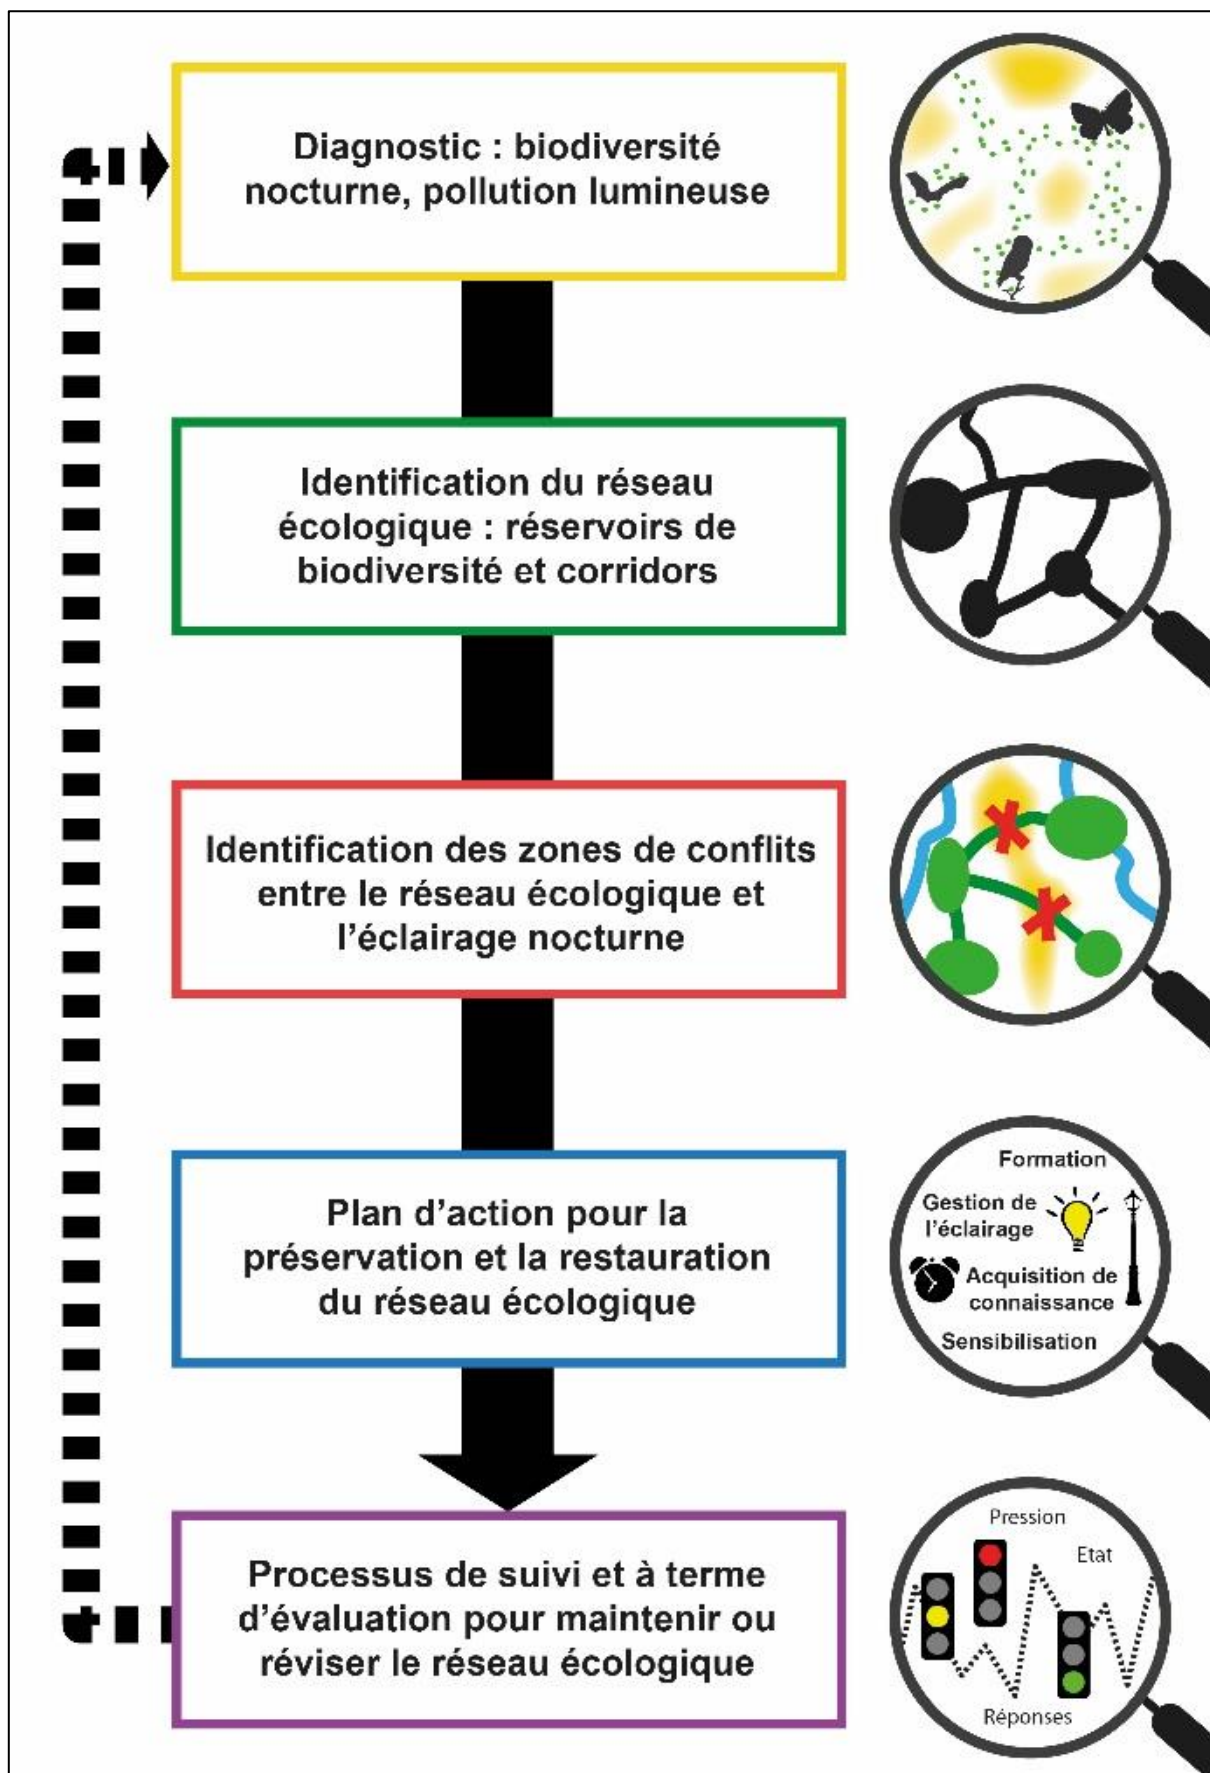 Diagnostic : biodiversité
nocturne, pollution lumineuse
Identification du réseau
écologique : réservoirs de
biodiversité et corridors
Identification des zones de conflits
entre le réseau écologique et
l’éclairage nocturne
Plan d’action pour la
préservation et la restauration
du réseau écologique
Formation
Gestion de
l’éclairage
Acquisition de
connaissance
Sensibilisation
Processus de suivi et à terme
d’évaluation pour maintenir ou
réviser le réseau écologique
Pression
Etat
Réponses